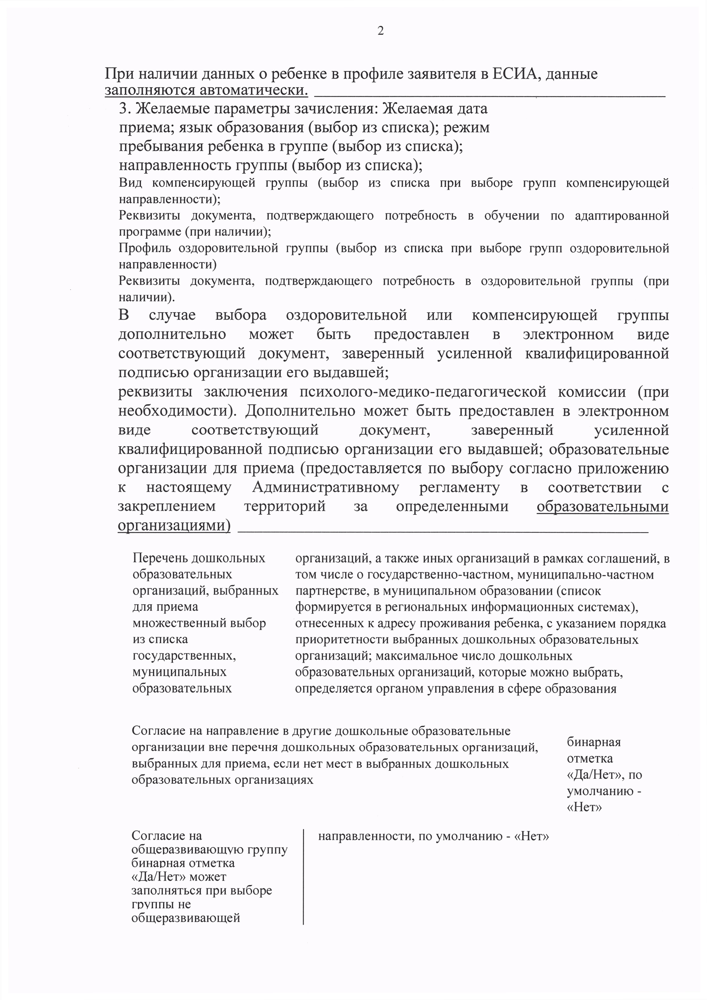 2
При наличии данных о ребенке в профиле заявителя в ЕСИА, данные
заполняются автоматически.
3. Желаемые параметры зачисления: Желаемая дата
приема; язык образования (выбор из списка); режим
пребывания ребенка в группе (выбор из списка);
направленность группы (выбор из списка);
Вид компенсирующей группы (выбор из списка при выборе групп компенсирующей
направленности);
Реквизиты документа, подтверждающего потребность в обучении по адаптированной
программе (при наличии);
Профиль оздоровительной группы (выбор из списка при выборе групп оздоровительной
направленности)
Реквизиты документа, подтверждающего потребность в оздоровительной группы (при
наличии).
В случае выбора оздоровительной или компенсирующей группы
дополнительно может быть предоставлен в электронном виде
соответствующий документ, заверенный усиленной квалифицированной
подписью организации его выдавшей;
реквизиты заключения психолого-медико-педагогической комиссии (при
необходимости). Дополнительно может быть предоставлен в электронном
виде соответствующий документ, заверенный усиленной
квалифицированной подписью организации его выдавшей; образовательные
организации для приема (предоставляется по выбору согласно приложению
к настоящему Административному регламенту в соответствии с
закреплением территорий за определенными образовательными
организациями)
Перечень дошкольных
образовательных
организаций, выбранных
для приема
множественный выбор
из списка
государственных,
муниципальных
образовательных
организаций, а также иных организаций в рамках соглашений, в
том числе о государственно-частном, муниципально-частном
партнерстве, в муниципальном образовании (список
формируется в региональных информационных системах),
отнесенных к адресу проживания ребенка, с указанием порядка
приоритетности выбранных дошкольных образовательных
организаций; максимальное число дошкольных
образовательных организаций, которые можно выбрать,
определяется органом управления в сфере образования
Согласие на направление в другие дошкольные образовательные
организации вне перечня дошкольных образовательных организаций,
выбранных для приема, если нет мест в выбранных дошкольных
образовательных организациях
бинарная
отметка
«Да/Нет», по
умолчанию -
«Нет»
Согласие на
общеразвивающую группу
бинарная отметка
«Да/Нет» может
заполняться при выборе
группы не
общеразвивающей
направленности, по умолчанию - «Нет»